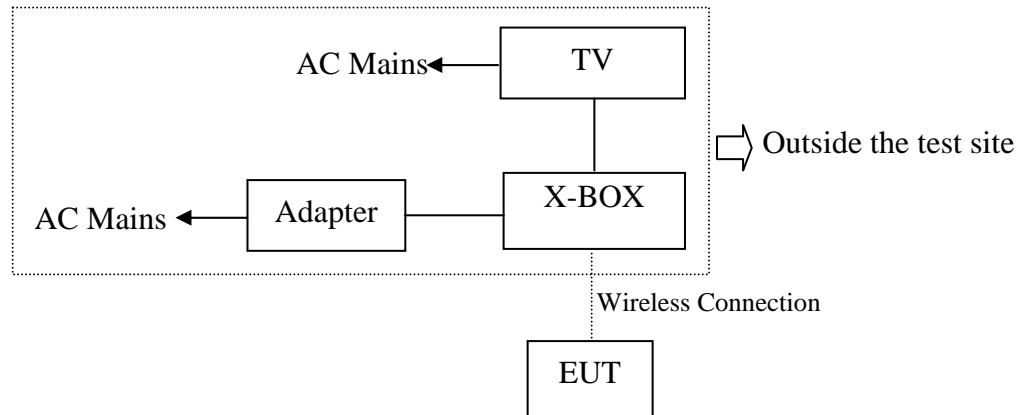 AC Mains
TV
Outside the test site
AC Mains
Adapter
X-BOX
Wireless Connection
EUT